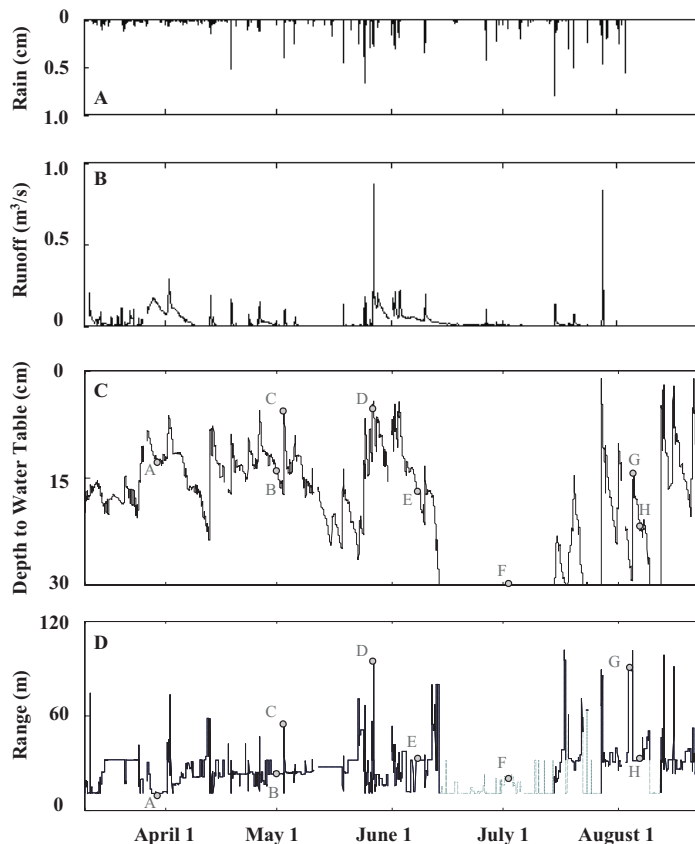 0
0.5
1.0
Rain (cm)
A
1.0
0.5
0
Runoff (m³/s)
B
0
15
30
Depth to Water Table (cm)
C
A
B
C
D
E
F
G
H
120
60
0
Range (m)
D
A
B
C
D
E
F
G
H
April 1
May 1
June 1
July 1
August 1